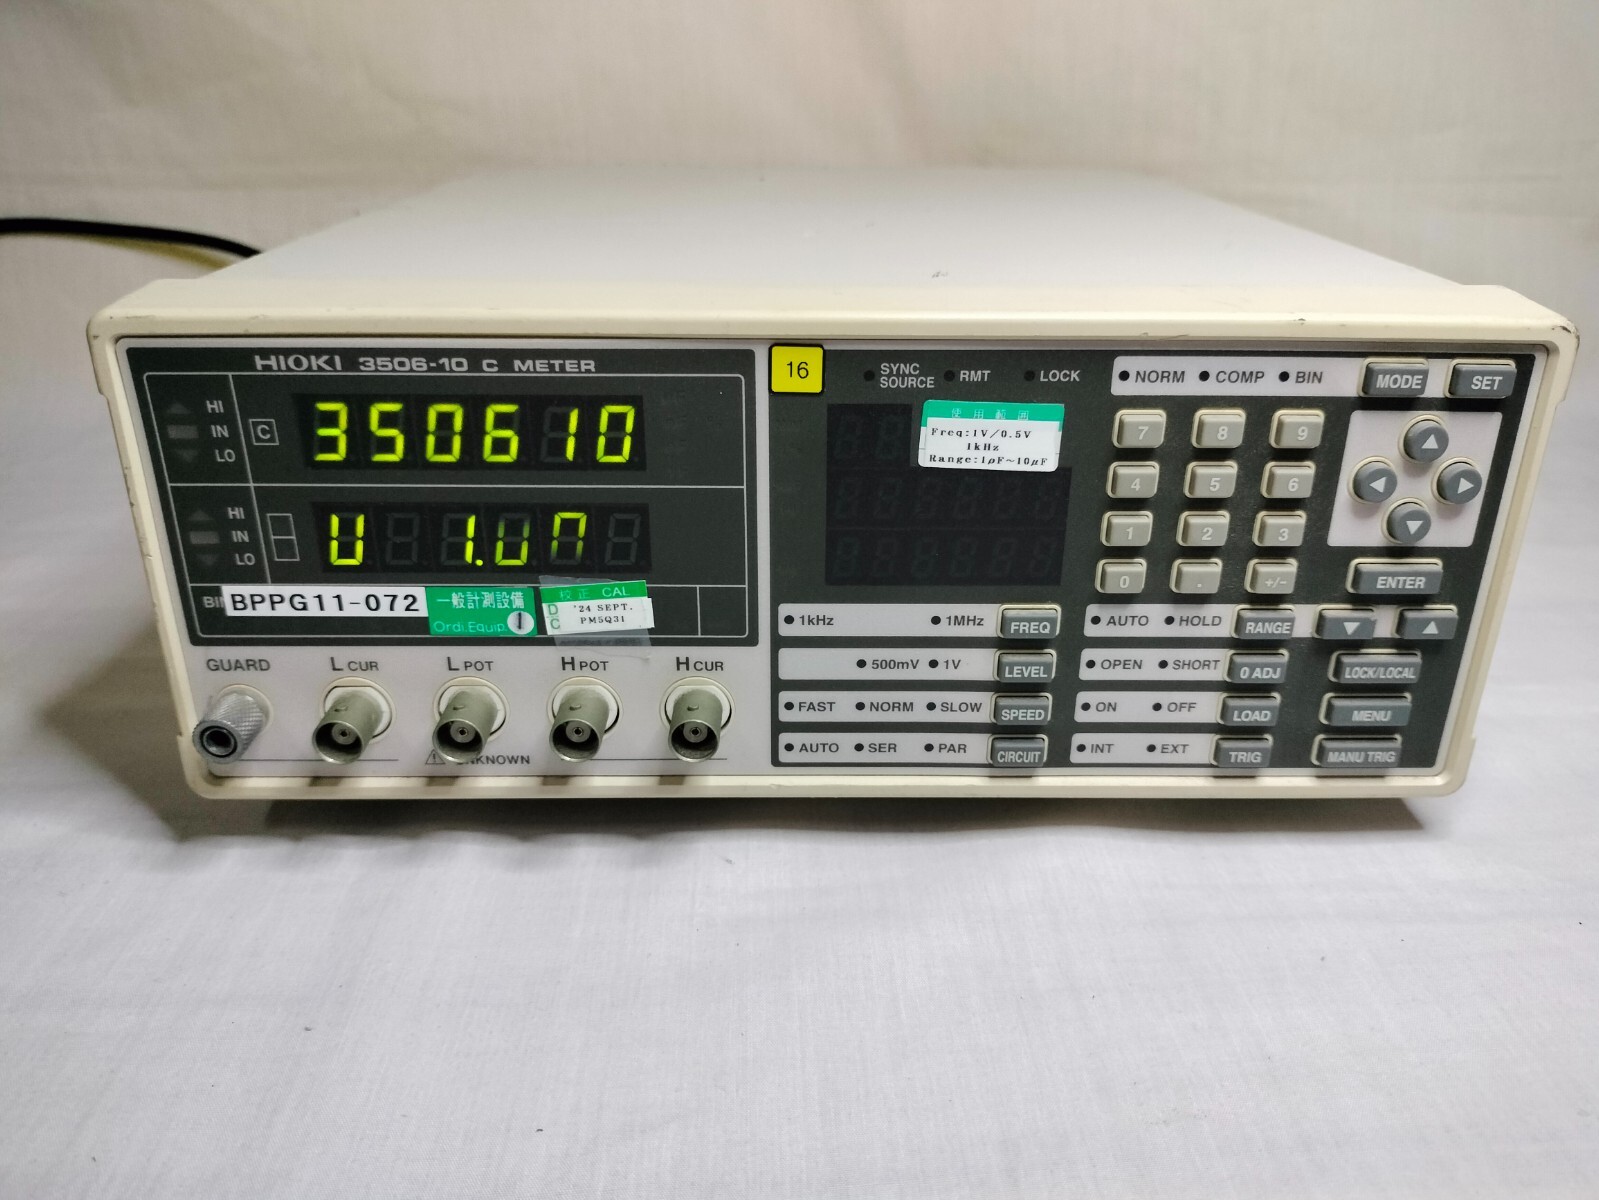 HIOKI 3506-10 C METER
HI
IN
LO
C
350610
HI
IN
LO
BPPG11-072
一般計測設備
Ordi.Equip. 1
校正 CAL
D/C
'24 SEPT.
PM5Q31
GUARD
L CUR
L POT
H POT
H CUR
16
SYNC SOURCE
RMT
LOCK
使用範囲
Freq:1V/0.5V
1kHz
Range:1pF~10μF
NORM
COMP
BIN
MODE
SET
7 8 9
4 5 6
1 2 3
0 . +/-
ENTER
1kHz
1MHz
FREQ
AUTO
HOLD
RANGE
500mV
1V
LEVEL
OPEN
SHORT
0 ADJ
LOCK/LOCAL
FAST
NORM
SLOW
SPEED
ON
OFF
LOAD
MENU
AUTO
SER
PAR
CIRCUIT
INT
EXT
TRIG
MANU TRIG